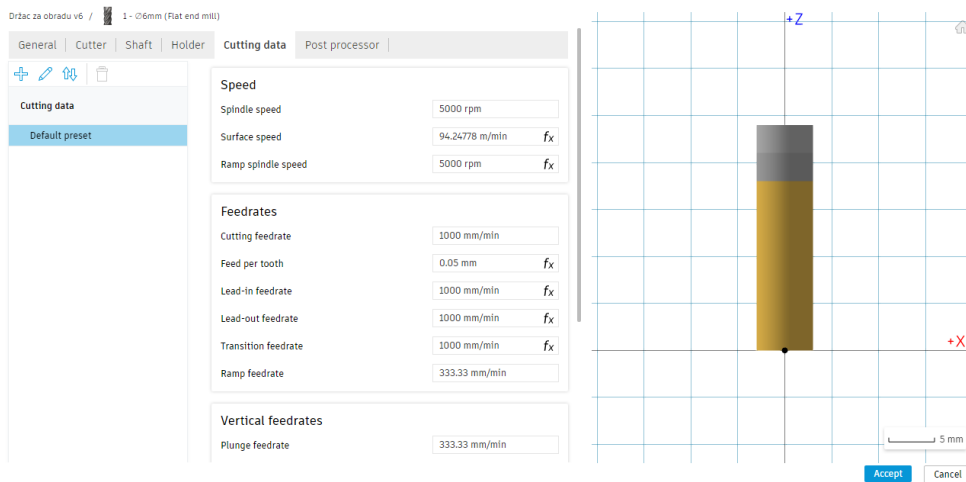 Držac za obradu v6 / 1 - Ø6mm (Flat end mill)
General Cutter Shaft Holder Cutting data Post processor
Cutting data
Default preset
Speed
Spindle speed 5000 rpm
Surface speed 94.24778 m/min fx
Ramp spindle speed 5000 rpm fx
Feedrates
Cutting feedrate 1000 mm/min
Feed per tooth 0.05 mm fx
Lead-in feedrate 1000 mm/min fx
Lead-out feedrate 1000 mm/min fx
Transition feedrate 1000 mm/min fx
Ramp feedrate 333.33 mm/min
Vertical feedrates
Plunge feedrate 333.33 mm/min
+Z
+X
5 mm
Accept Cancel